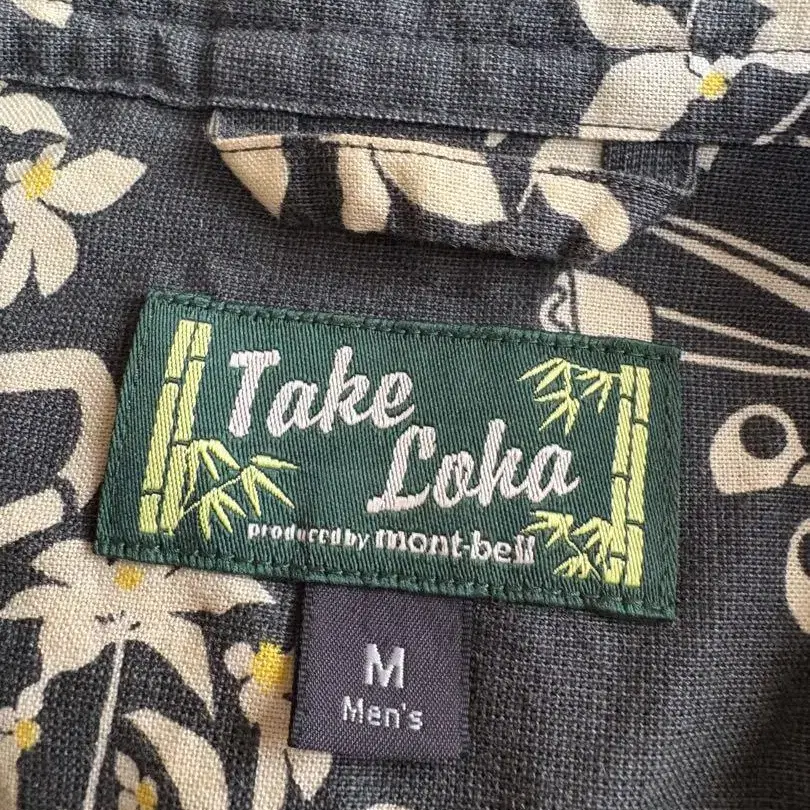 Take
Loha
produced by mont-bell
M
Men's